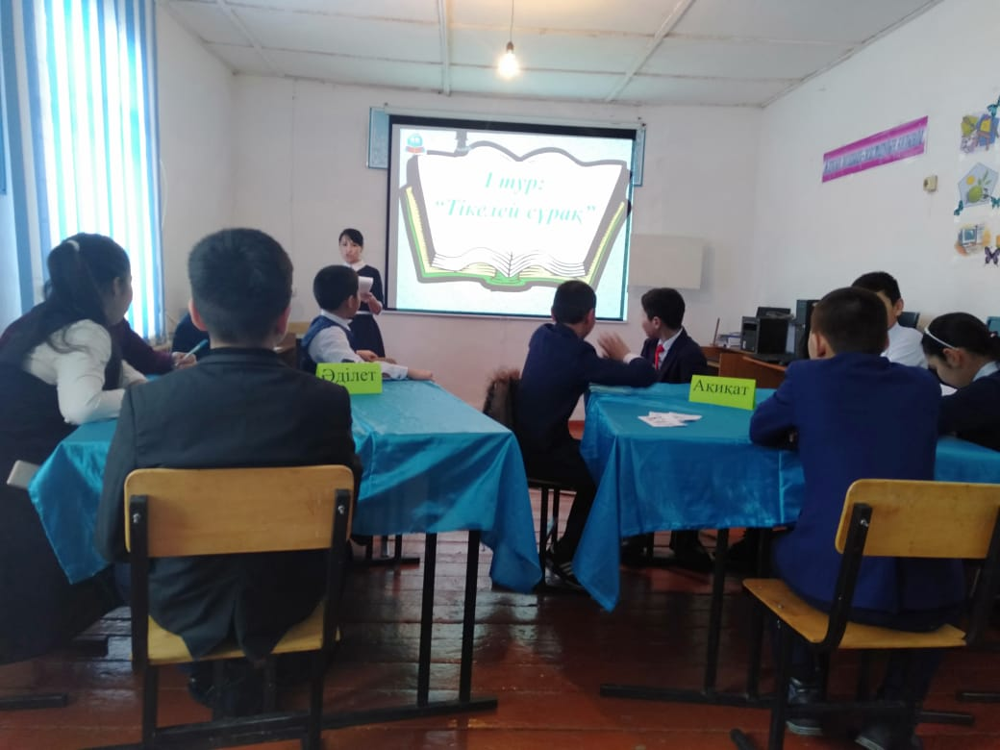 І тур:
"Тікелей сұрақ"
Әділет
Ақиқат